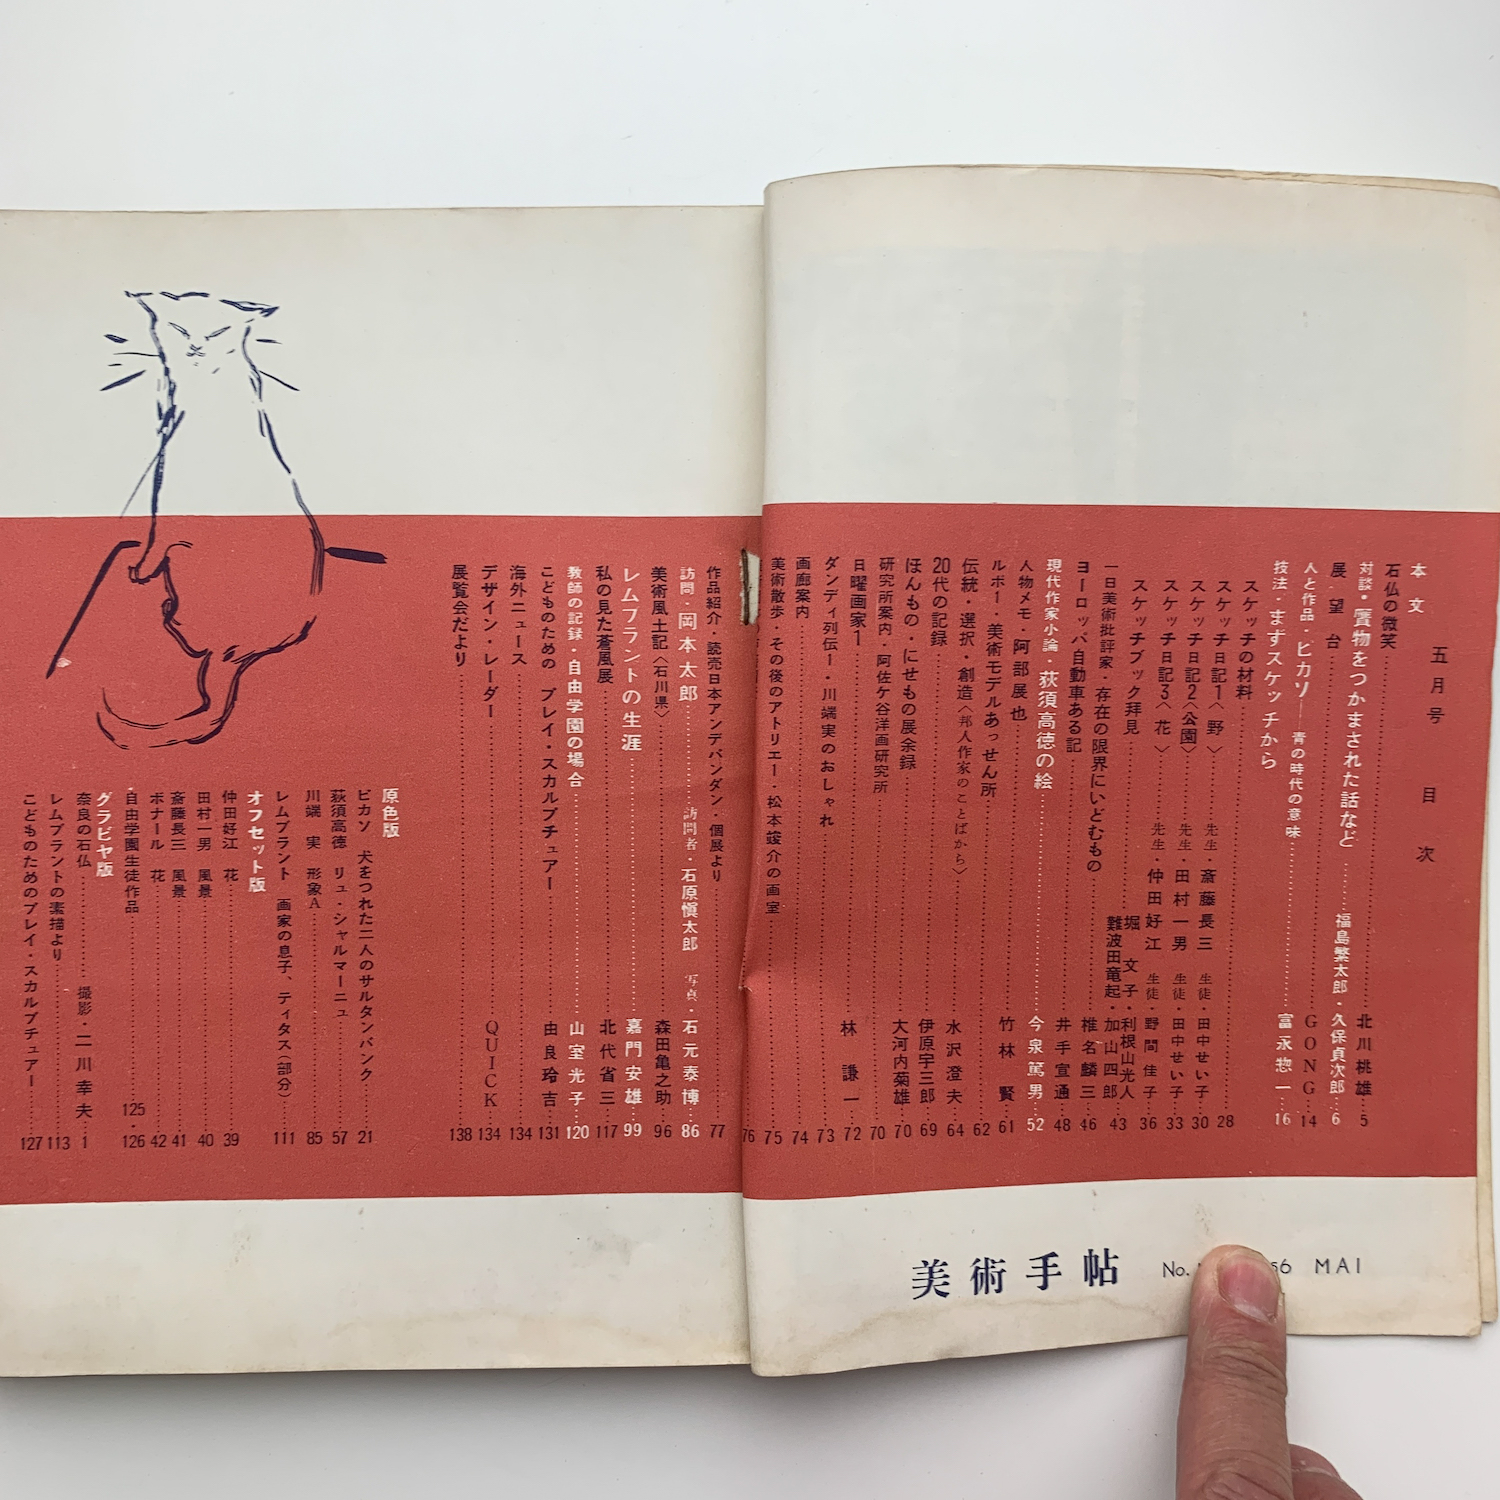 五月号　目次
本文
石仏の微笑 北川桃雄 5
対談・贋物をつかまされた話など 福島繁太郎・久保貞次郎 6
展望台 GONG 14
人と作品・ピカソ―青の時代の意味
技法・まずスケッチから 富永惣一 16
スケッチの材料 28
スケッチ日記1〈野〉 先生・斎藤長三 生徒・田中せい子 30
スケッチ日記2〈公園〉 先生・田村一男 生徒・田中せい子 33
スケッチ日記3〈花〉 先生・仲田好江 生徒・野間佳子 36
スケッチブック拝見 堀文子・利根山光人
難波田竜起・加山四郎 43
一日美術批評家・存在の限界にいどむもの 椎名麟三 46
ヨーロッパ自動車ある記 井手宣通 48
現代作家小論・荻須高徳の絵 今泉篤男 52
人物メモ・阿部展也 竹林賢 61
ルポー・美術モデルあっせん所 62
伝統・選択・創造〈邦人作家のことばから〉 水沢澄夫 64
20代の記録 伊原宇三郎 69
ほんもの・にせもの展余録 大河内菊雄 70
研究所案内・阿佐ケ谷洋画研究所 70
日曜画家1 林謙一 72
ダンディ列伝ー・川端実のおしゃれ 73
画廊案内 74
美術散歩・その後のアトリエー・松本竣介の画室 75
76
作品紹介・読売日本アンデパンダン・個展より 77
訪問・岡本太郎 訪問者・石原愼太郎 写真・石元泰博 86
美術風土記〈石川県〉 森田亀之助 96
レムブラントの生涯 嘉門安雄 99
私の見た蒼風展 北代省三 117
教師の記録・自由学園の場合 山室光子 120
こどものための プレイ・スカルプチュアー 由良玲吉 131
海外ニュース 134
デザイン・レーダー QUICK 134
展覧会だより 138
原色版
ピカソ 犬をつれた二人のサルタンバンク 21
荻須高徳 リュ・シャルマーニュ 57
川端実 形象A 85
レムブラント 画家の息子、ティタス(部分) 111
オフセット版
仲田好江 花 39
田村一男 風景 40
斎藤長三 風景 41
ボナール 花 42
自由学園生徒作品 125・126
グラビヤ版
奈良の石仏 撮影・二川幸夫 1
レムブラントの素描より 113
こどものためのプレイ・スカルプチュアー 127
美術手帖 No. 56 MAI